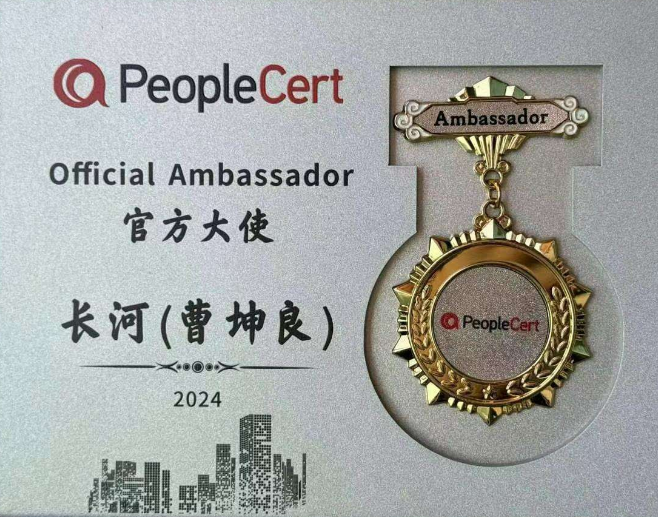 PeopleCert
Official Ambassador
官方大使
长河(曹坤良)
2024
Ambassador
PeopleCert